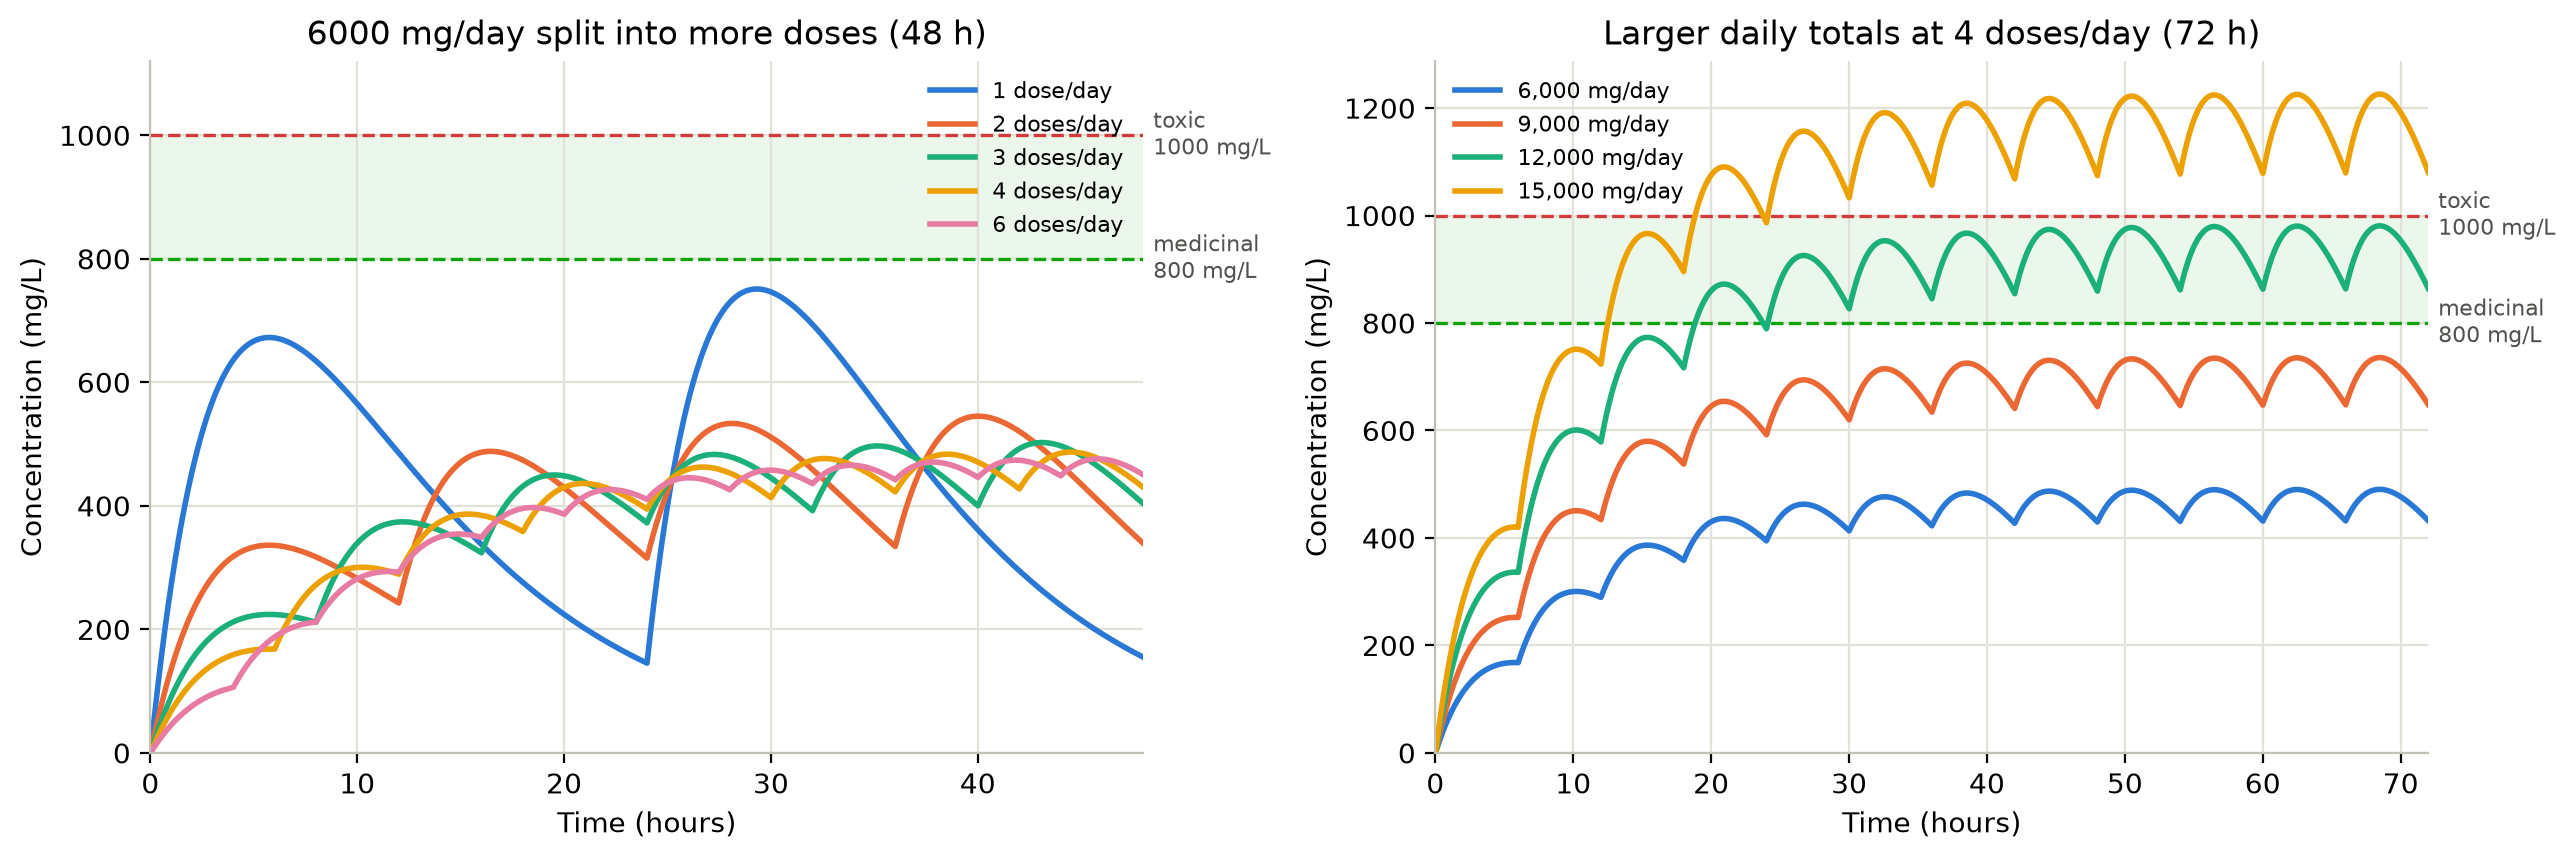 6000 mg/day split into more doses (48 h)
Concentration (mg/L)
1000
800
600
400
200
0
0 10 20 30 40
Time (hours)
1 dose/day
2 doses/day
3 doses/day
4 doses/day
6 doses/day
toxic
1000 mg/L
medicinal
800 mg/L
Larger daily totals at 4 doses/day (72 h)
Concentration (mg/L)
1200
1000
800
600
400
200
0
0 10 20 30 40 50 60 70
Time (hours)
6,000 mg/day
9,000 mg/day
12,000 mg/day
15,000 mg/day
toxic
1000 mg/L
medicinal
800 mg/L